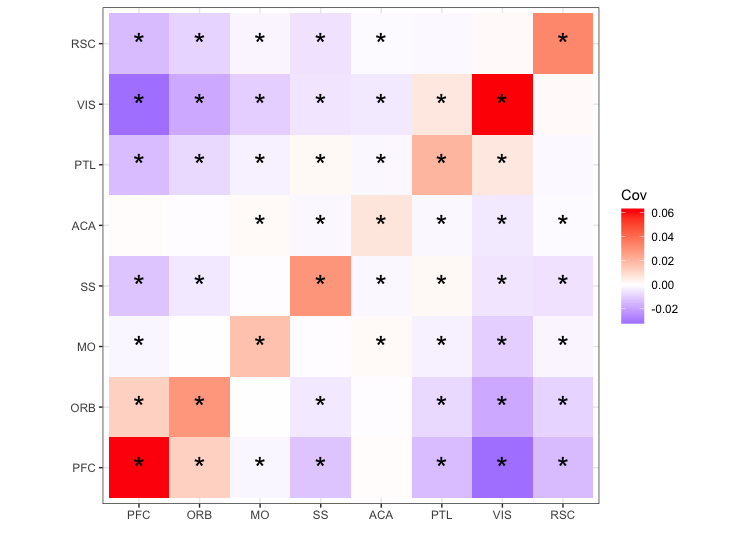 RSC * * * * * *
VIS * * * * * * *
PTL * * * * * * *
ACA * * * * * *
SS * * * * * * *
MO * * * * * *
ORB * * * * * *
PFC * * * * * * *
PFC ORB MO SS ACA PTL VIS RSC
Cov
0.06
0.04
0.02
0.00
-0.02